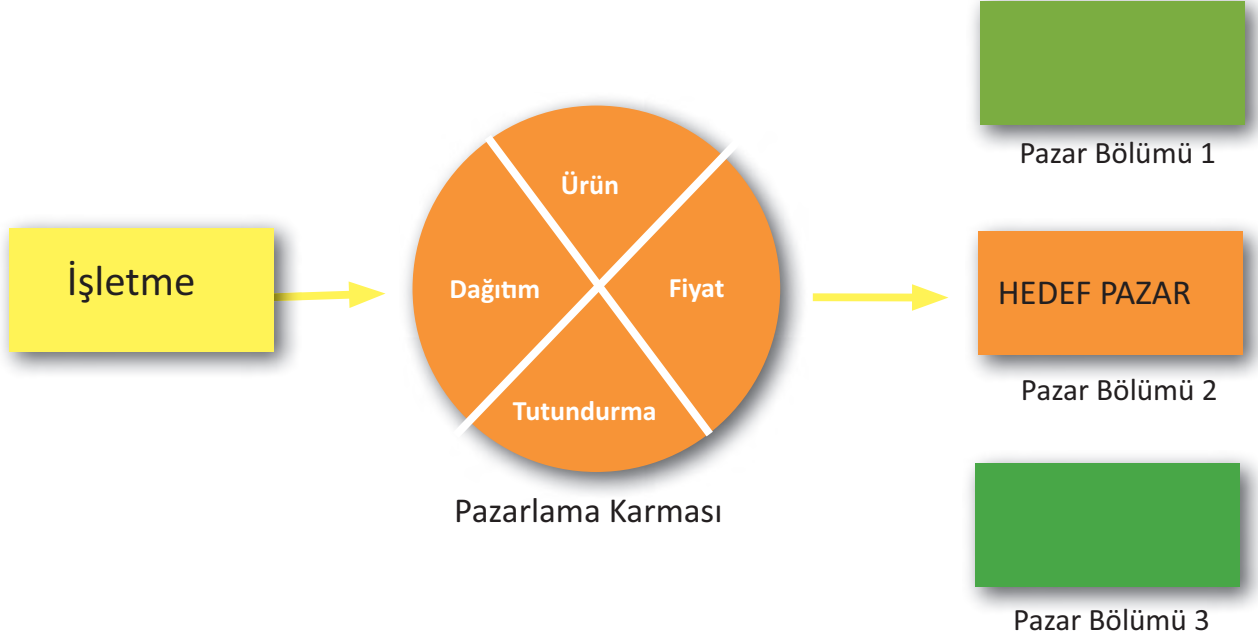 İşletme
Ürün
Dağıtım
Fiyat
Tutundurma
Pazarlama Karması
Pazar Bölümü 1
HEDEF PAZAR
Pazar Bölümü 2
Pazar Bölümü 3